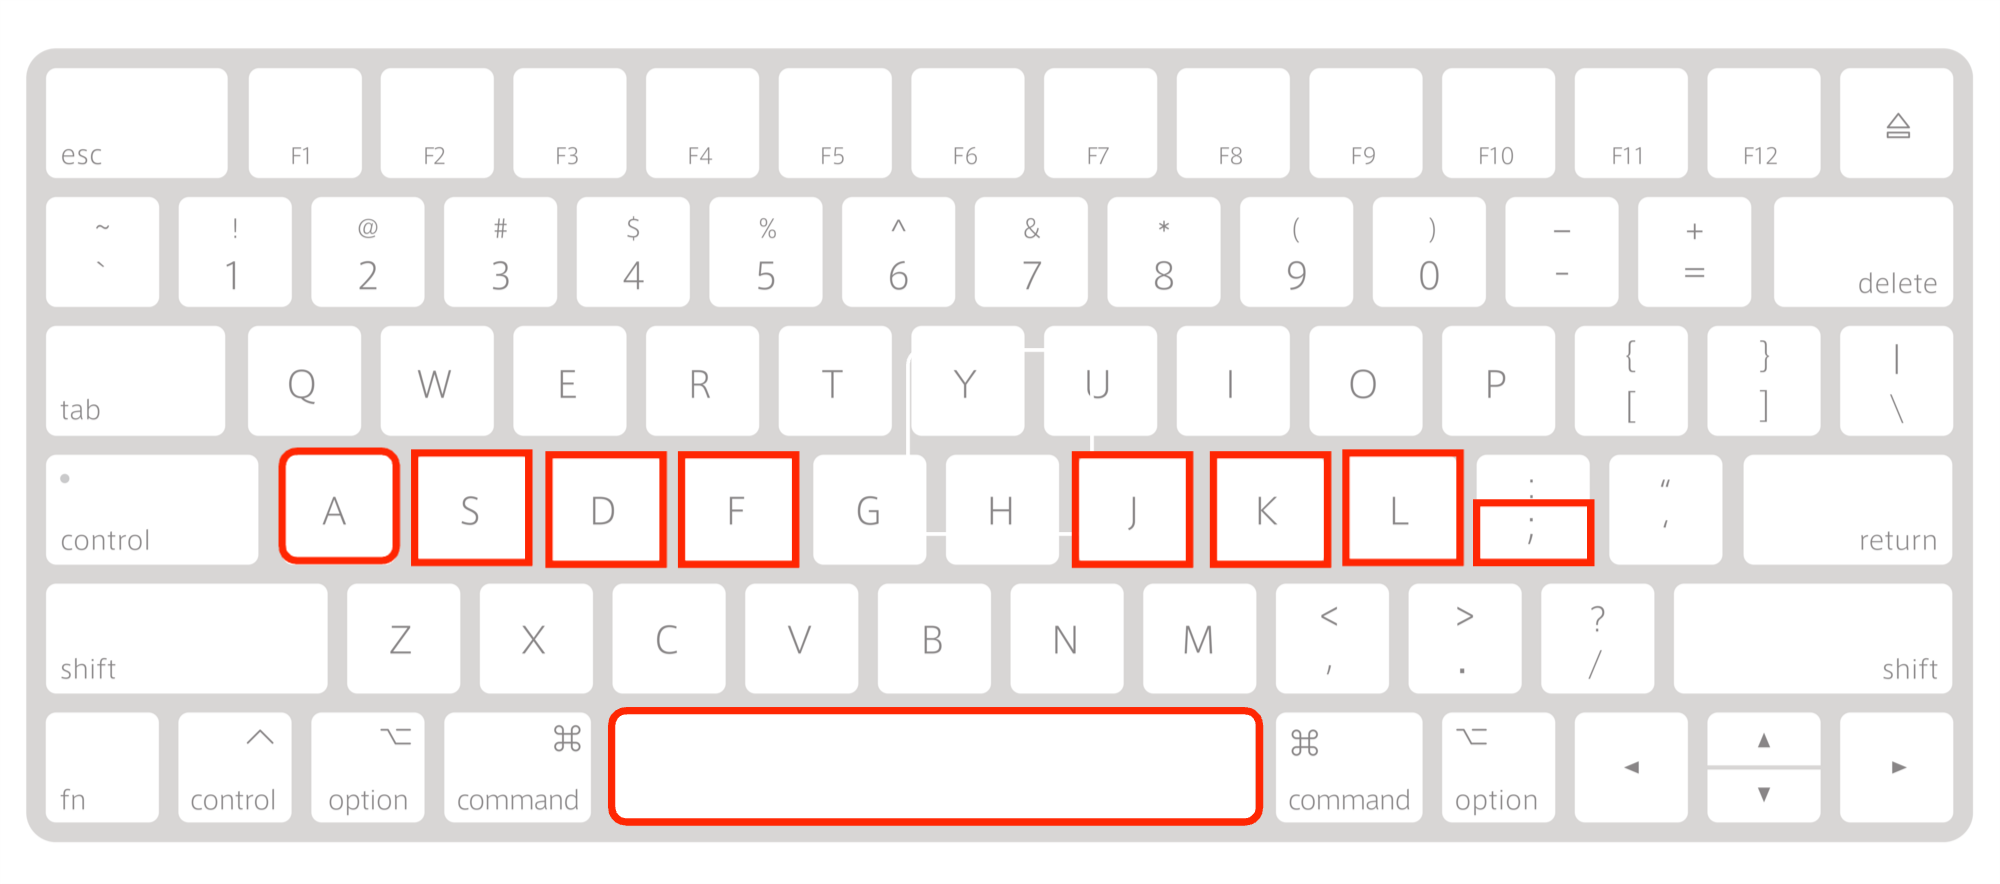 esc F1 F2 F3 F4 F5 F6 F7 F8 F9 F10 F11 F12
~ ! @ # $ % ^ & * ( ) – +
` 1 2 3 4 5 6 7 8 9 0 - = delete
tab Q W E R T Y U I O P { } |
[ ] \
control A S D F G H J K L : “ return
; ‘
shift Z X C V B N M < > ? shift
, . /
fn control option command command option